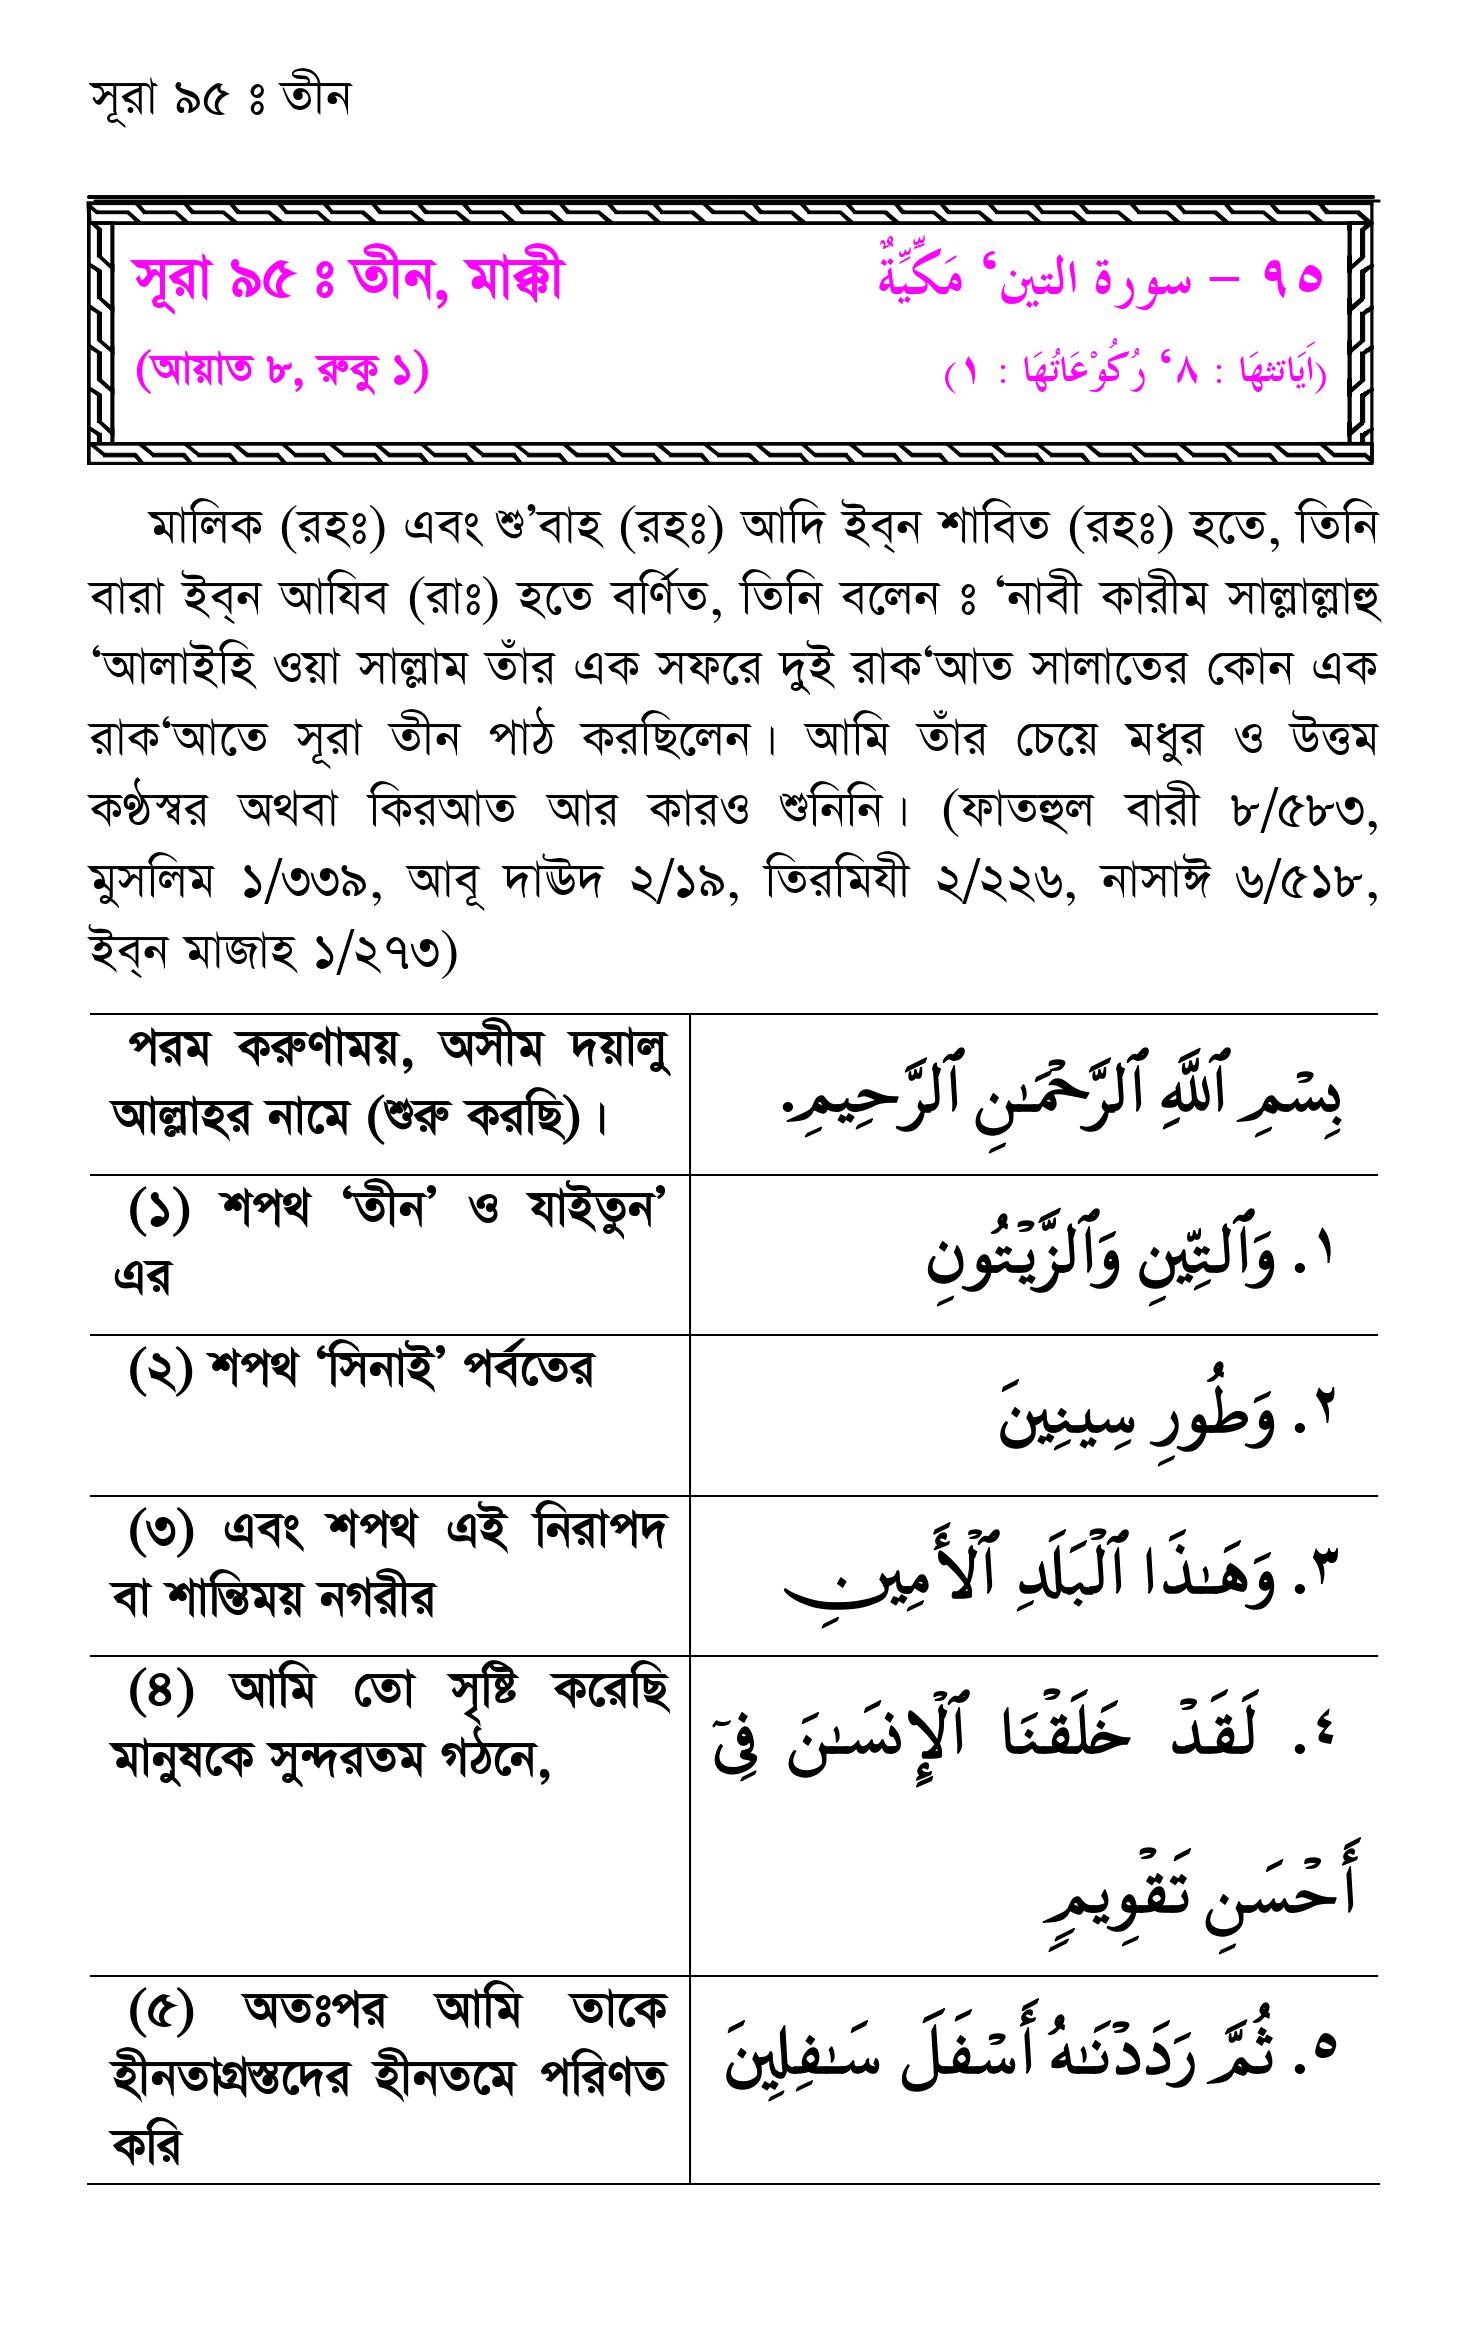 সূরা ৯৫ ঃ তীন
সূরা ৯৫ ঃ তীন, মাক্কী
٩٥ – سورة التين‘ مَكِّيَّةٌ
(আয়াত ৮, রুকু ১)
(اَيَاتثهَا : ٨‘ رُكُوْعَاتُهَا : ١)
মালিক (রহঃ) এবং শু’বাহ (রহঃ) আদি ইব্‌ন শাবিত (রহঃ) হতে, তিনি
বারা ইব্‌ন আযিব (রাঃ) হতে বর্ণিত, তিনি বলেন ঃ ‘নাবী কারীম সাল্লাল্লাহু
‘আলাইহি ওয়া সাল্লাম তাঁর এক সফরে দুই রাক‘আত সালাতের কোন এক
রাক‘আতে সূরা তীন পাঠ করছিলেন। আমি তাঁর চেয়ে মধুর ও উত্তম
কণ্ঠস্বর অথবা কিরআত আর কারও শুনিনি। (ফাতহুল বারী ৮/৫৮৩,
মুসলিম ১/৩৩৯, আবূ দাঊদ ২/১৯, তিরমিযী ২/২২৬, নাসাঈ ৬/৫১৮,
ইব্‌ন মাজাহ ১/২৭৩)
পরম করুণাময়, অসীম দয়ালু
আল্লাহর নামে (শুরু করছি)।
بِسْمِ ٱللَّهِ ٱلرَّحْمَـٰنِ ٱلرَّحِيمِ.
(১) শপথ ‘তীন’ ও যাইতুন’
এর
١. وَٱلتِّينِ وَٱلزَّيْتُونِ
(২) শপথ ‘সিনাই’ পর্বতের
٢. وَطُورِ سِينِينَ
(৩) এবং শপথ এই নিরাপদ
বা শান্তিময় নগরীর
٣. وَهَـٰذَا ٱلْبَلَدِ ٱلْأَمِينِ
(৪) আমি তো সৃষ্টি করেছি
মানুষকে সুন্দরতম গঠনে,
٤. لَقَدْ خَلَقْنَا ٱلْإِنسَـٰنَ فِىٓ
أَحْسَنِ تَقْوِيمٍ
(৫) অতঃপর আমি তাকে
হীনতাগ্রস্তদের হীনতমে পরিণত
করি
٥. ثُمَّ رَدَدْنَـٰهُ أَسْفَلَ سَـٰفِلِينَ